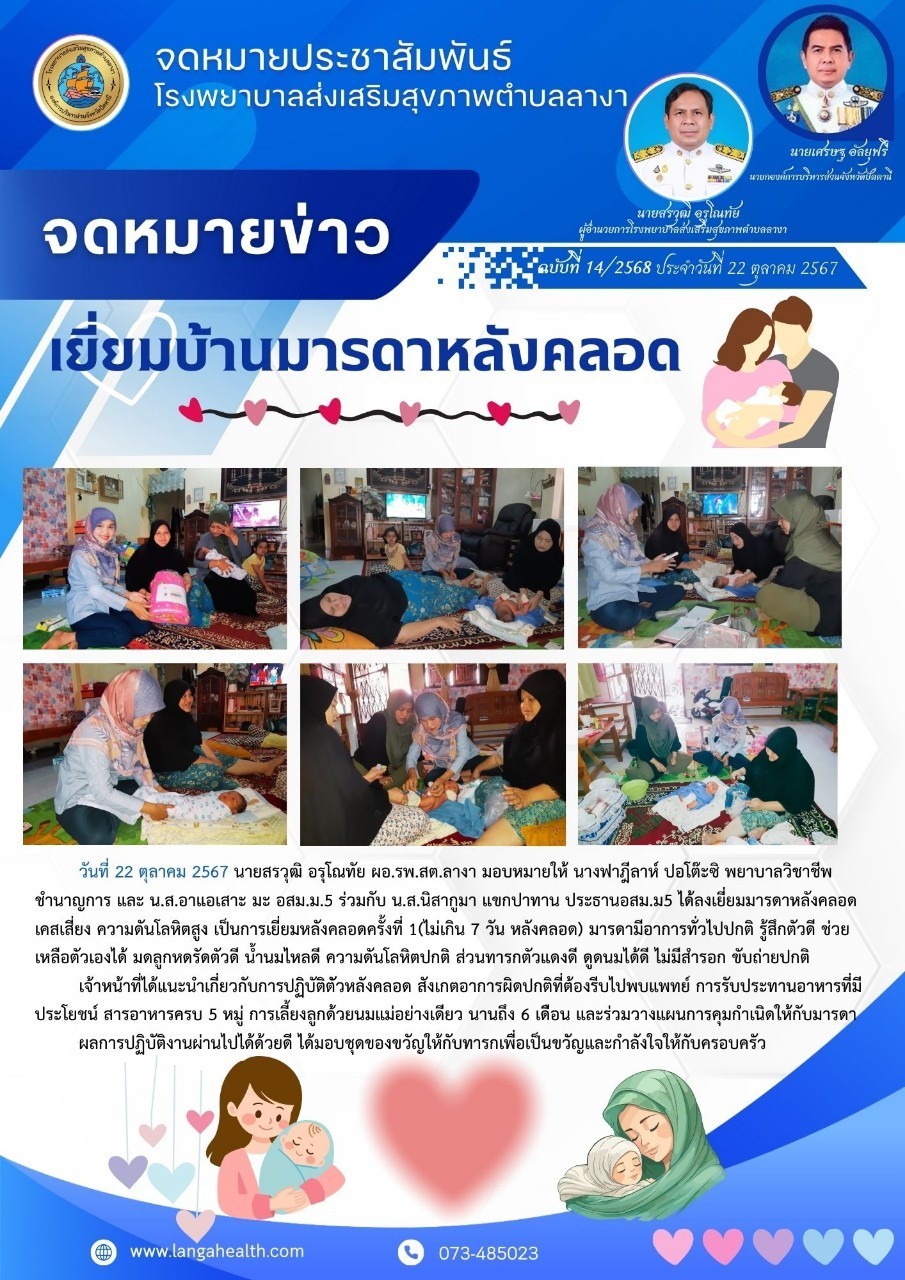 จดหมายประชาสัมพันธ์
โรงพยาบาลส่งเสริมสุขภาพตำบลลางา
นายเศรษฐ อัลยุฟรี
นายกองค์การบริหารส่วนจังหวัดปัตตานี
นายสรวุฒิ อรุโณทัย
ผู้อำนวยการโรงพยาบาลส่งเสริมสุขภาพตำบลลางา
จดหมายข่าว
ฉบับที่ 14/2568 ประจำวันที่ 22 ตุลาคม 2567
เยี่ยมบ้านมารดาหลังคลอด
วันที่ 22 ตุลาคม 2567 นายสรวุฒิ อรุโณทัย ผอ.รพ.สต.ลางา มอบหมายให้ นางฟาฎีลาห์ ปอโต๊ะซิ พยาบาลวิชาชีพ
ชำนาญการ และ น.ส.อาแอเสาะ มะ อสม.ม.5 ร่วมกับ น.ส.นิสากูมา แขกปาทาน ประธานอสม.ม5 ได้ลงเยี่ยมมารดาหลังคลอด
เคสเสี่ยง ความดันโลหิตสูง เป็นการเยี่ยมหลังคลอดครั้งที่ 1(ไม่เกิน 7 วัน หลังคลอด) มารดามีอาการทั่วไปปกติ รู้สึกตัวดี ช่วย
เหลือตัวเองได้ มดลูกหดรัดตัวดี น้ำนมไหลดี ความดันโลหิตปกติ ส่วนทารกตัวแดงดี ดูดนมได้ดี ไม่มีสำรอก ขับถ่ายปกติ
เจ้าหน้าที่ได้แนะนำเกี่ยวกับการปฏิบัติตัวหลังคลอด สังเกตอาการผิดปกติที่ต้องรีบไปพบแพทย์ การรับประทานอาหารที่มี
ประโยชน์ สารอาหารครบ 5 หมู่ การเลี้ยงลูกด้วยนมแม่อย่างเดียว นานถึง 6 เดือน และร่วมวางแผนการคุมกำเนิดให้กับมารดา
ผลการปฏิบัติงานผ่านไปได้ด้วยดี ได้มอบชุดของขวัญให้กับทารกเพื่อเป็นขวัญและกำลังใจให้กับครอบครัว
www.langahealth.com
073-485023